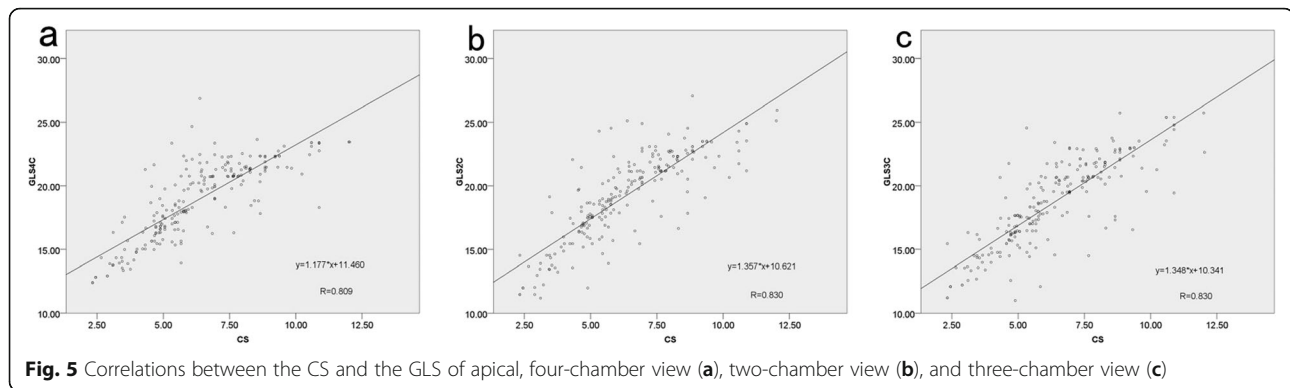 a
30.00
25.00
20.00
15.00
10.00
GLS4C
2.50 5.00 7.50 10.00 12.50
CS
y=1.177*x+11.460
R=0.809
b
30.00
25.00
20.00
15.00
10.00
GLS2C
2.50 5.00 7.50 10.00 12.50
CS
y=1.357*x+10.621
R=0.830
c
30.00
25.00
20.00
15.00
10.00
GLS3C
2.50 5.00 7.50 10.00 12.50
CS
y=1.348*x+10.341
R=0.830
Fig. 5 Correlations between the CS and the GLS of apical, four-chamber view (a), two-chamber view (b), and three-chamber view (c)